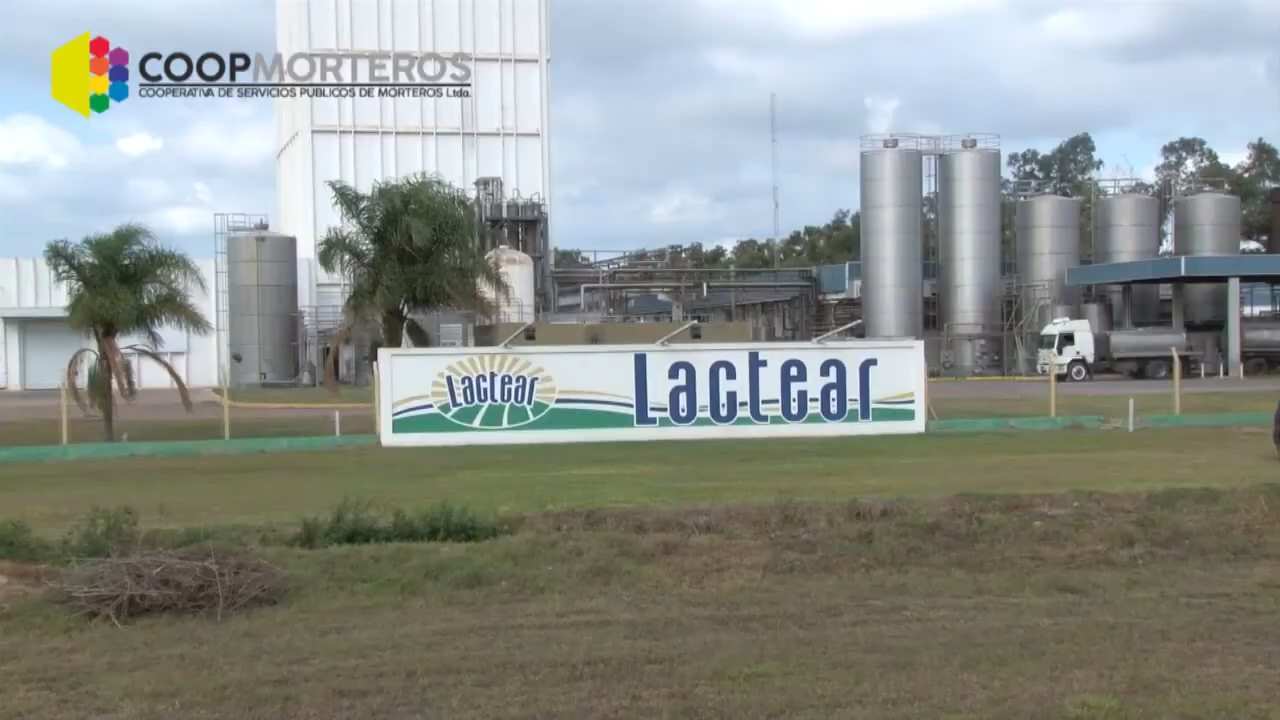 COOPMORTEROS
COOPERATIVA DE SERVICIOS PUBLICOS DE MORTEROS Ltda.
Lactear
Lactear